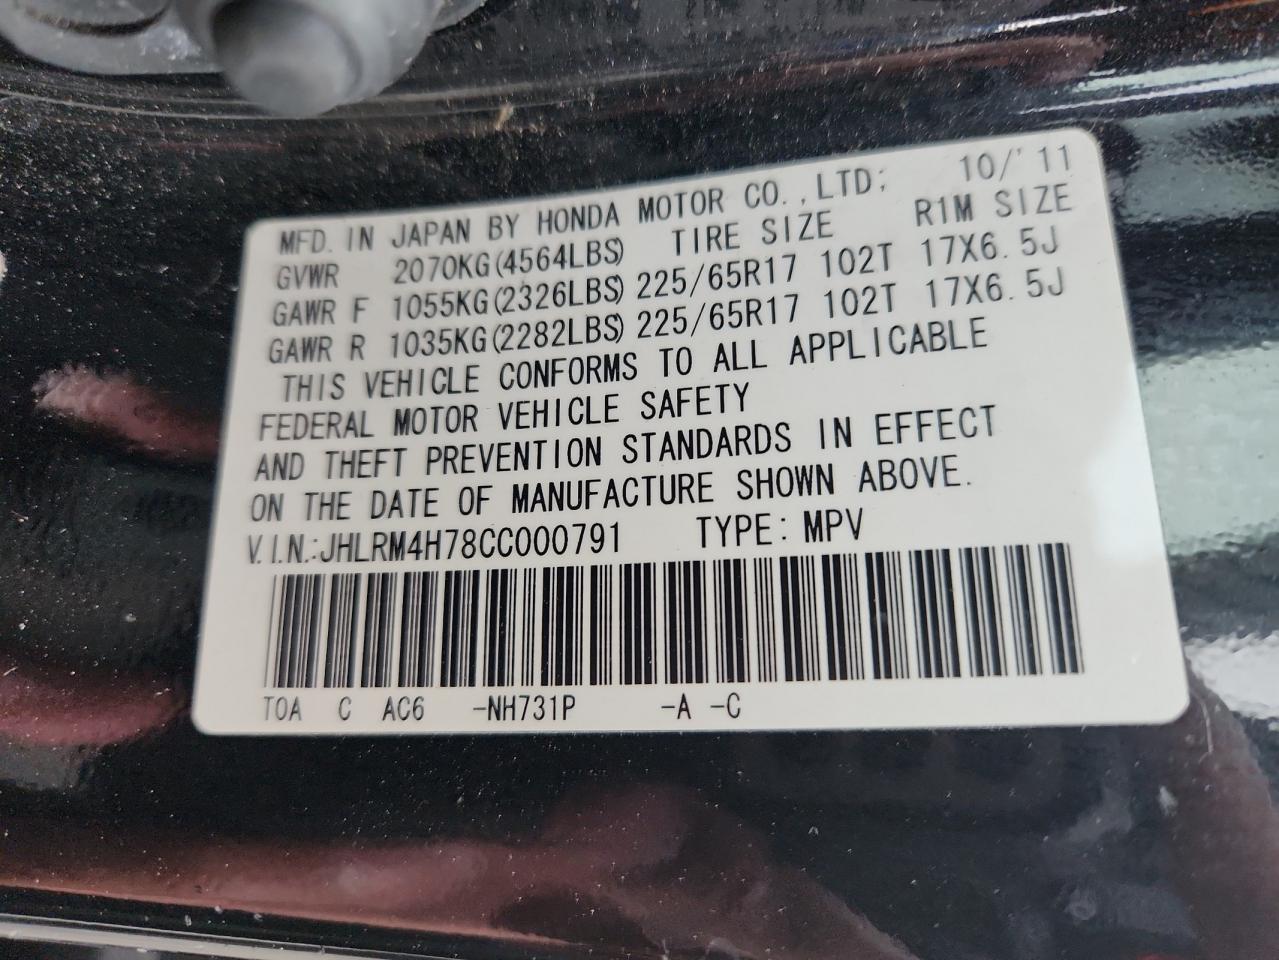 MFD. IN JAPAN BY HONDA MOTOR CO.,LTD: 10/'11
GVWR 2070KG(4564LBS) TIRE SIZE RIM SIZE
GAWR F 1055KG(2326LBS) 225/65R17 102T 17X6.5J
GAWR R 1035KG(2282LBS) 225/65R17 102T 17X6.5J
THIS VEHICLE CONFORMS TO ALL APPLICABLE
FEDERAL MOTOR VEHICLE SAFETY
AND THEFT PREVENTION STANDARDS IN EFFECT
ON THE DATE OF MANUFACTURE SHOWN ABOVE.
V.I.N.:JHLRM4H78CC000791 TYPE: MPV
TOA C AC6 -NH731P -A -C